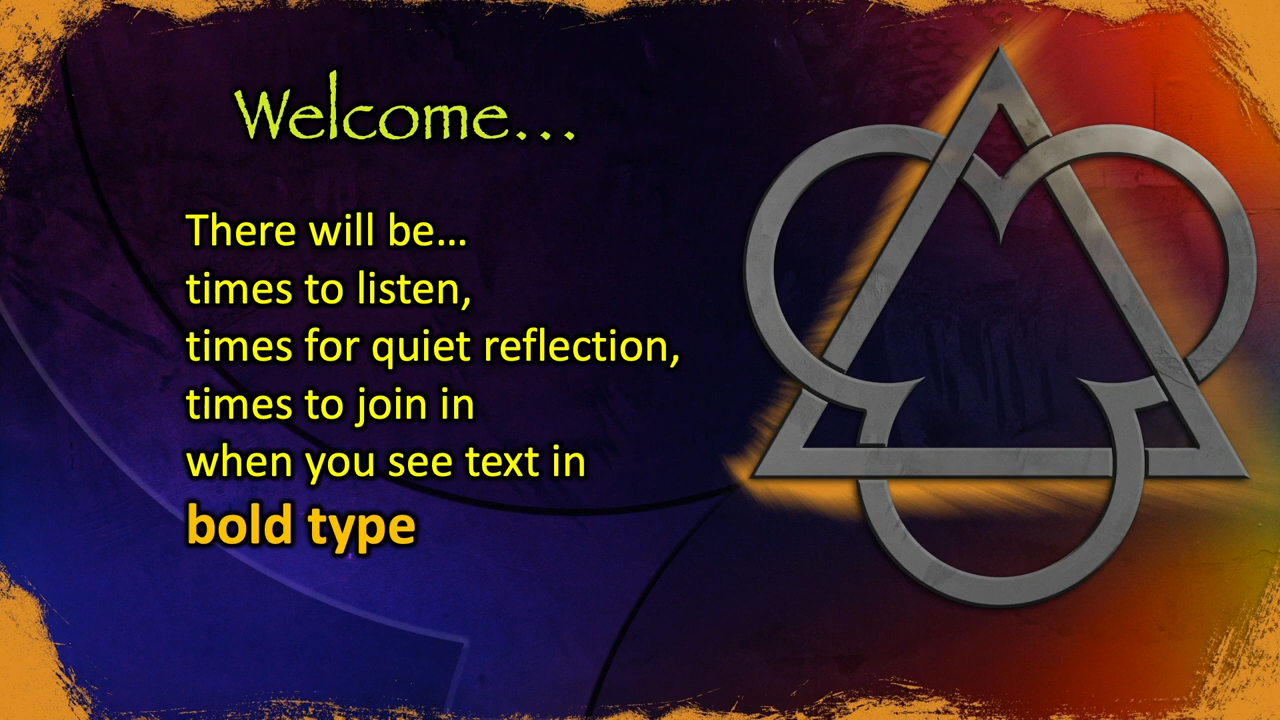 Welcome…
There will be…
times to listen,
times for quiet reflection,
times to join in
when you see text in
bold type